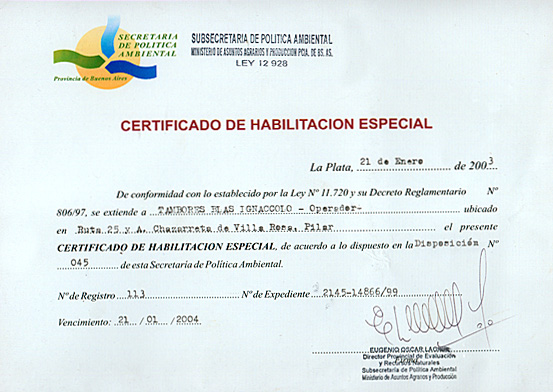 SECRETARIA
DE POLITICA
AMBIENTAL
Provincia de Buenos Aires
SUBSECRETARIA DE POLITICA AMBIENTAL
MINISTERIO DE ASUNTOS AGRARIOS Y PRODUCCION PCIA. DE BS. AS.
LEY 12 928
CERTIFICADO DE HABILITACION ESPECIAL
La Plata, 21 de Enero de 2003
De conformidad con lo establecido por la Ley Nº 11.720 y su Decreto Reglamentario Nº
806/97, se extiende a TAMBORES BLAS IGNACCOLO - Operador- ubicado
en Ruta 25 y A. Chanarreta de Villa Rosa, Pilar el presente
CERTIFICADO DE HABILITACION ESPECIAL, de acuerdo a lo dispuesto en la Disposición Nº
045 de esta Secretaría de Política Ambiental.
Nº de Registro 113 Nº de Expediente 2145-14866/99
Vencimiento: 21 / 01 / 2004
EUGENIO OSCAR
Director Provincial de Evaluación
y Recursos Naturales
Subsecretaría de Política Ambiental
Ministerio de Asuntos Agrarios y Producción